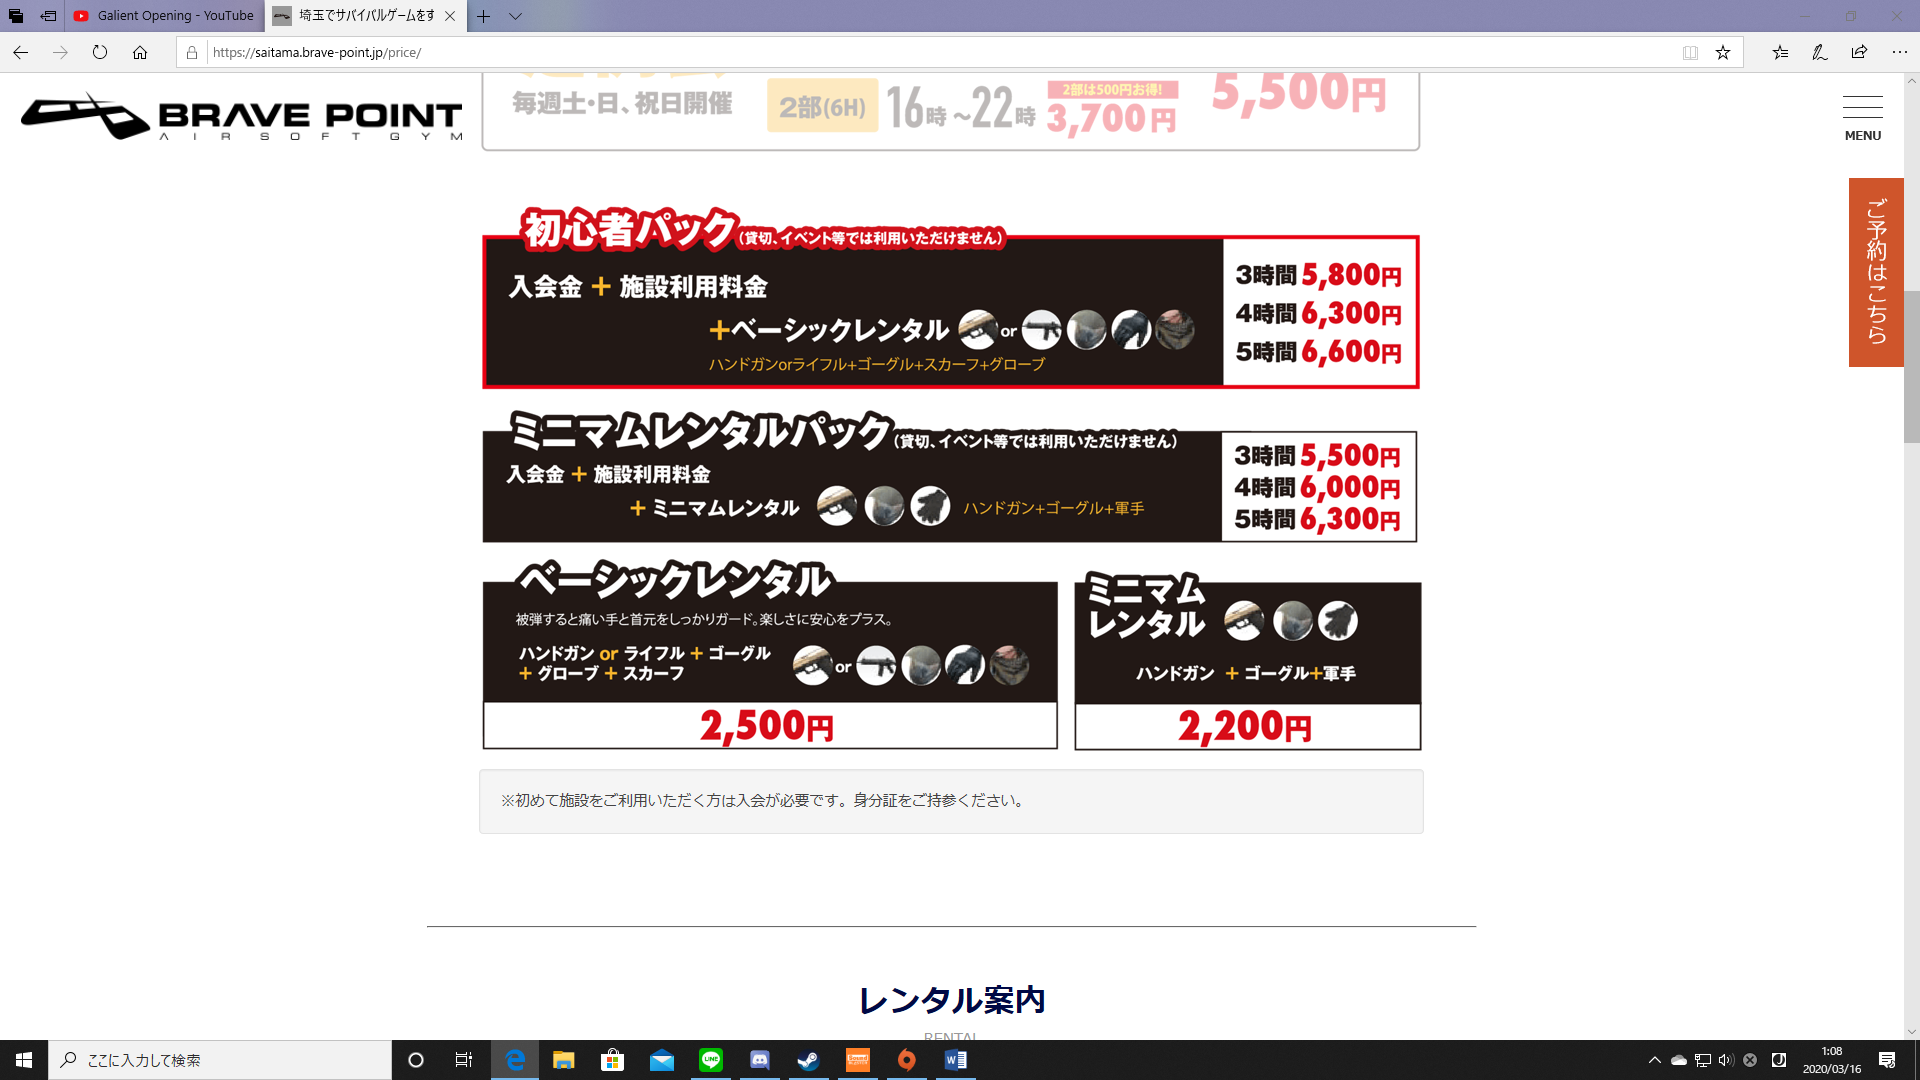 Galient Opening - YouTube
埼玉でサバイバルゲームをす
https://saitama.brave-point.jp/price/
BRAVE POINT
AIRSOFT GYM
MENU
ご予約はこちら
毎週土・日、祝日開催
2部(6H)
16時~22時
2部は500円お得!
3,700円
5,500円
初心者パック(貸切、イベント等では利用いただけません)
入会金+施設利用料金
+ベーシックレンタル
or
ハンドガンorライフル+ゴーグル+スカーフ+グローブ
3時間5,800円
4時間6,300円
5時間6,600円
ミニマムレンタルパック(貸切、イベント等では利用いただけません)
入会金+施設利用料金
+ミニマムレンタル
ハンドガン+ゴーグル+軍手
3時間5,500円
4時間6,000円
5時間6,300円
ベーシックレンタル
被弾すると痛い手と首元をしっかりガード。楽しさに安心をプラス。
ハンドガン or ライフル + ゴーグル
+ グローブ + スカーフ
or
2,500円
ミニマム
レンタル
ハンドガン + ゴーグル+軍手
2,200円
※初めて施設をご利用いただく方は入会が必要です。身分証をご持参ください。
レンタル案内
RENTAL
ここに入力して検索
1:08
2020/03/16